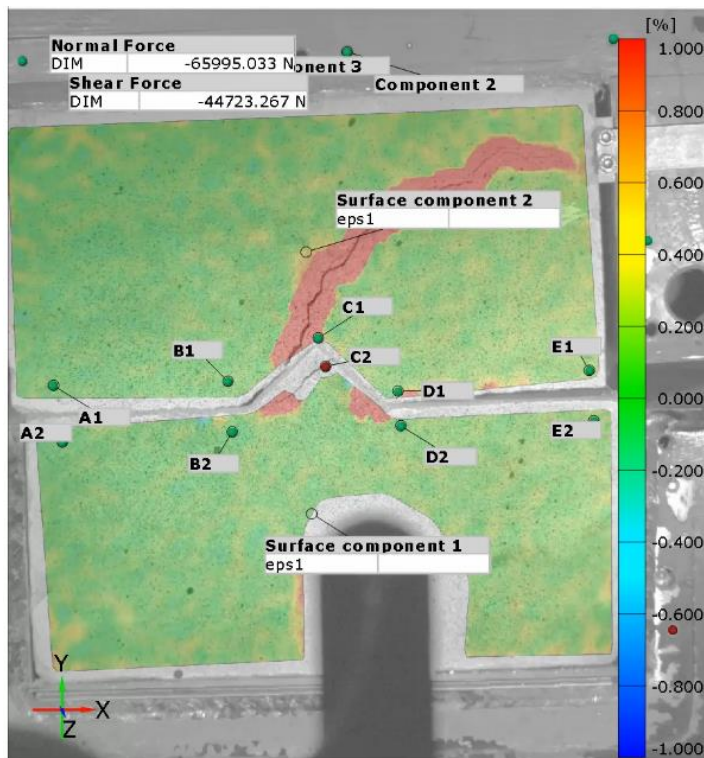 [%]
Normal Force
DIM -65995.033 N
onent 3
Component 2
Shear Force
DIM -44723.267 N
1.000
0.800
0.600
0.400
0.200
0.000
-0.200
-0.400
-0.600
-0.800
-1.000
Surface component 2
eps1
C1
B1
C2
E1
A1
D1
A2
B2
D2
E2
Surface component 1
eps1
Y
X
Z